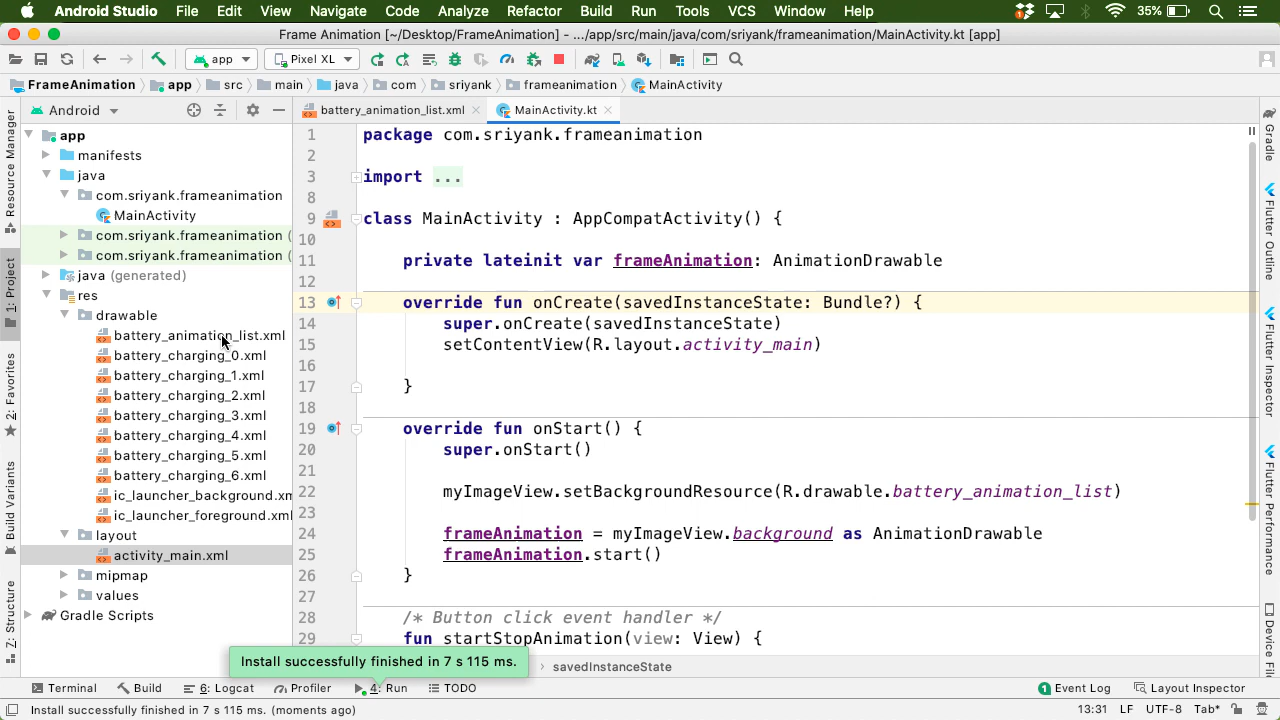 Android Studio File Edit View Navigate Code Analyze Refactor Build Run Tools VCS Window Help 35%
Frame Animation [~/Desktop/FrameAnimation] - .../app/src/main/java/com/sriyank/frameanimation/MainActivity.kt [app]
app Pixel XL
FrameAnimation app src main java com sriyank frameanimation MainActivity
Android
battery_animation_list.xml MainActivity.kt
app
manifests
java
com.sriyank.frameanimation
MainActivity
com.sriyank.frameanimation (
com.sriyank.frameanimation (
java (generated)
res
drawable
battery_animation_list.xml
battery_charging_0.xml
battery_charging_1.xml
battery_charging_2.xml
battery_charging_3.xml
battery_charging_4.xml
battery_charging_5.xml
battery_charging_6.xml
ic_launcher_background.xm
ic_launcher_foreground.xml
layout
activity_main.xml
mipmap
values
Gradle Scripts
1 package com.sriyank.frameanimation
2
3 import ...
8
9 class MainActivity : AppCompatActivity() {
10
11 private lateinit var frameAnimation: AnimationDrawable
12
13 override fun onCreate(savedInstanceState: Bundle?) {
14 super.onCreate(savedInstanceState)
15 setContentView(R.layout.activity_main)
16
17 }
18
19 override fun onStart() {
20 super.onStart()
21
22 myImageView.setBackgroundResource(R.drawable.battery_animation_list)
23
24 frameAnimation = myImageView.background as AnimationDrawable
25 frameAnimation.start()
26 }
27
28 /* Button click event handler */
29 fun startStopAnimation(view: View) {
Install successfully finished in 7 s 115 ms.
savedInstanceState
Resource Manager
1: Project
2: Favorites
Build Variants
Z: Structure
Gradle
Flutter Outline
Flutter Inspector
Flutter Performance
Device File
Terminal Build 6: Logcat Profiler 4: Run TODO 1 Event Log Layout Inspector
Install successfully finished in 7 s 115 ms. (moments ago) 13:31 LF UTF-8 Tab*